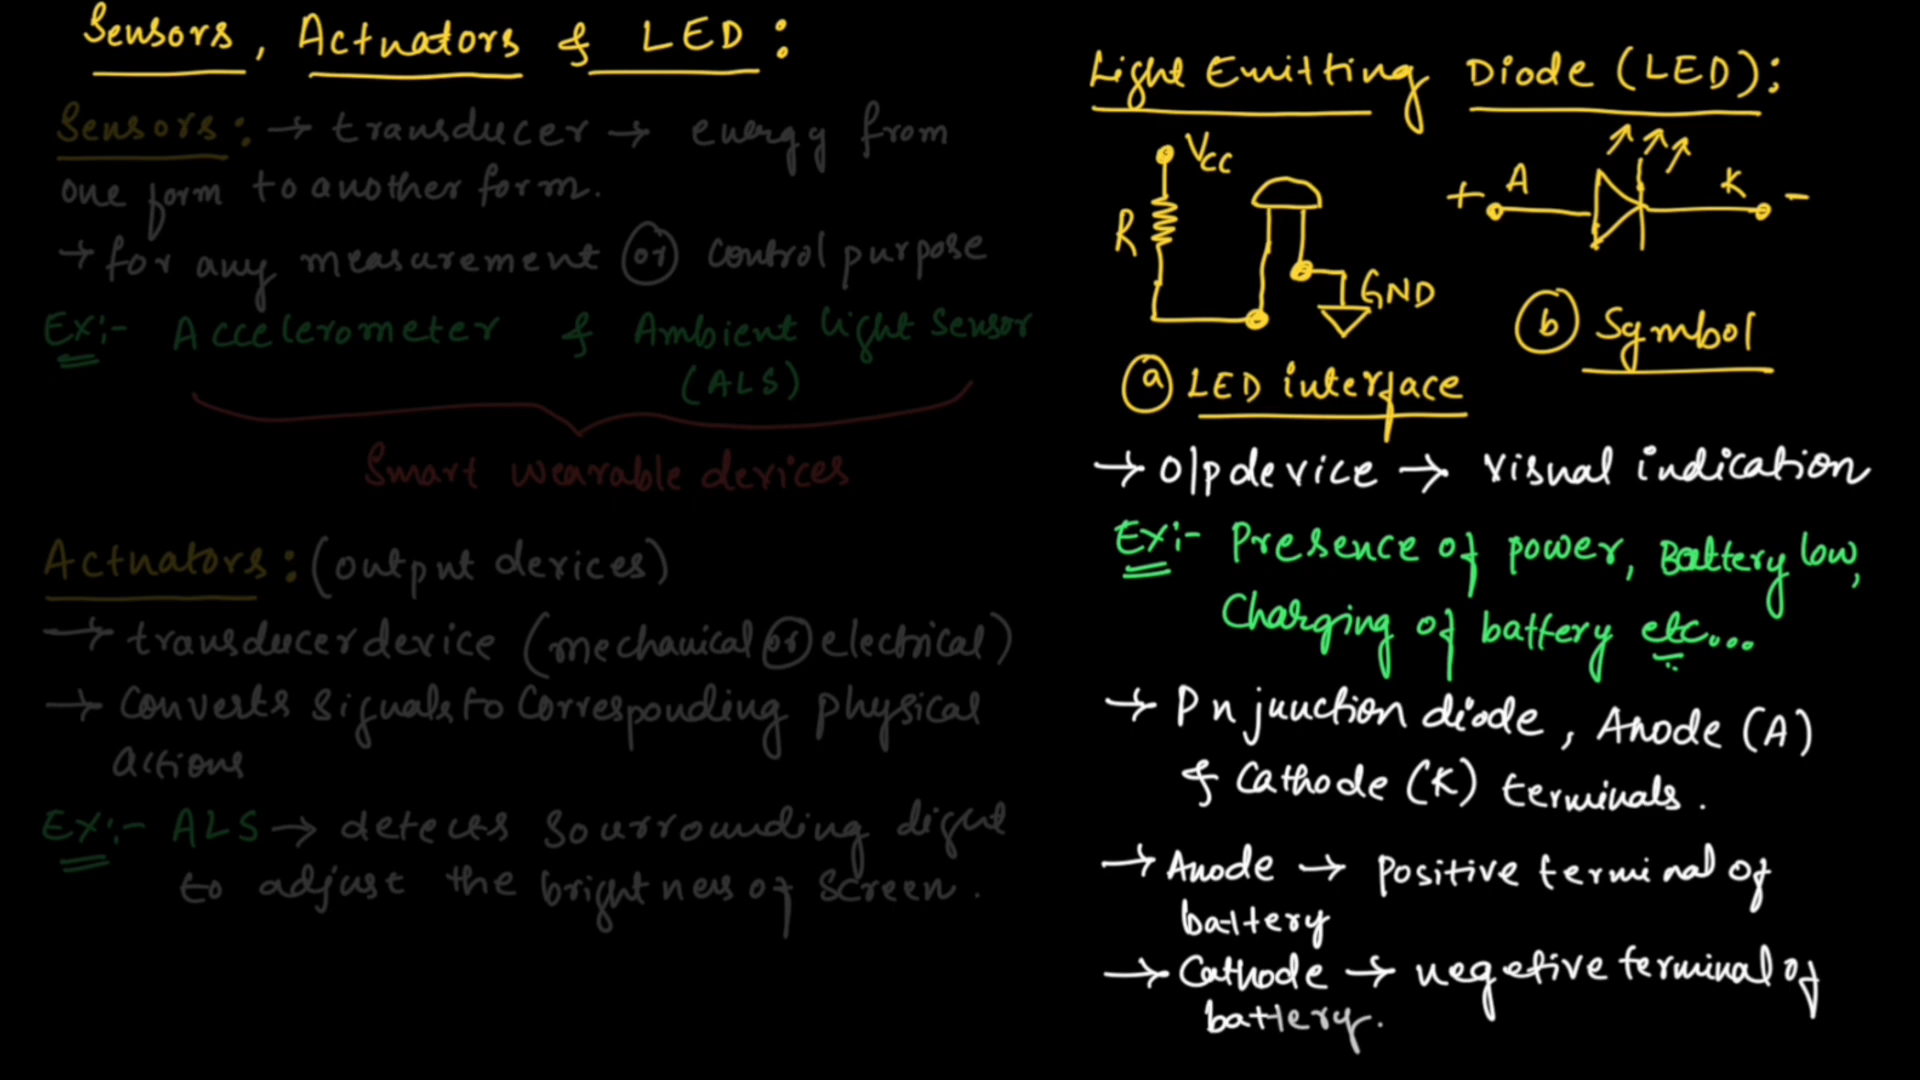 Sensors, Actuators & LED:
Sensors: → transducer → energy from
one form to another form.
→ for any measurement (or) control purpose
Ex:- Accelerometer & Ambient light Sensor
(ALS)
Smart wearable devices
Actuators: (output devices)
→ transducer device (mechanical (or) electrical)
→ Converts signals to corresponding physical
actions
Ex:- ALS → detects sourrounding light
to adjust the brightness of screen.
Light Emitting Diode (LED):
Vcc
R
GND
(a) LED interface
+ A K -
(b) Symbol
→ o/p device → visual indication
Ex:- Presence of power, Battery low,
Charging of battery etc...
→ Pn junction diode, Anode (A)
& Cathode (K) terminals.
→ Anode → positive terminal of
battery
→ Cathode → negetive terminal of
battery.